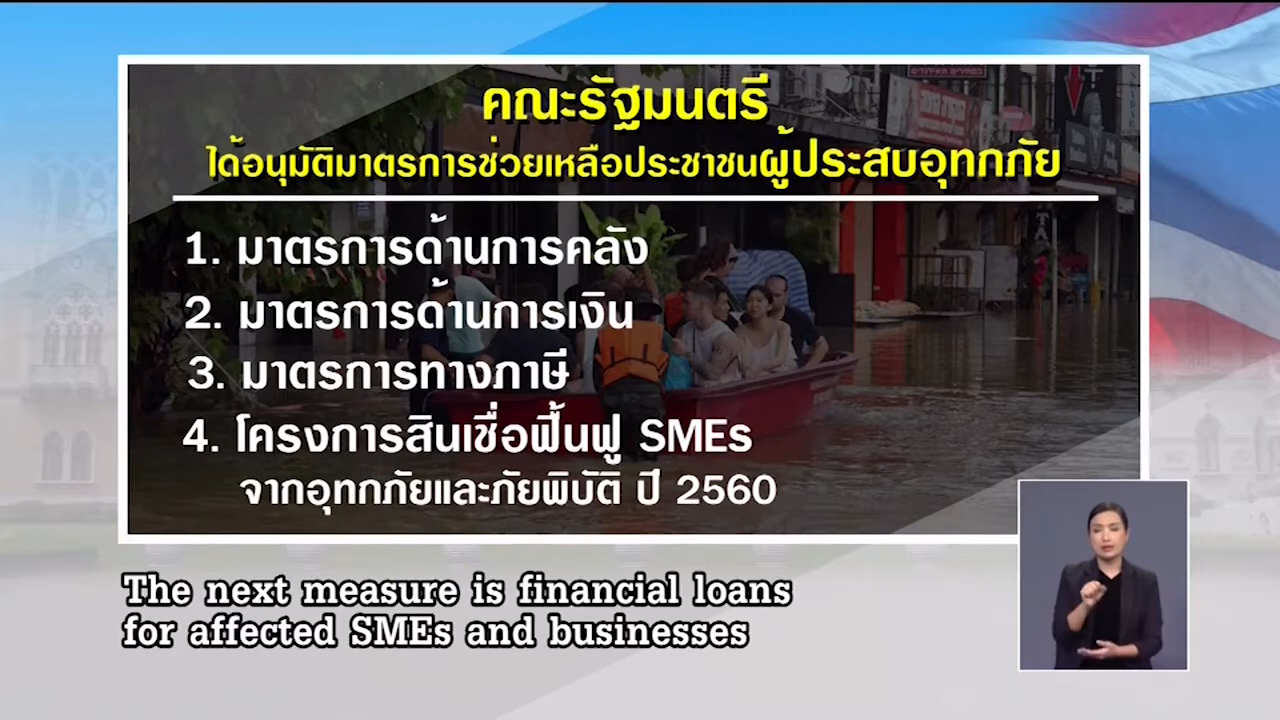 คณะรัฐมนตรี
ได้อนุมัติมาตรการช่วยเหลือประชาชนผู้ประสบอุทกภัย
1. มาตรการด้านการคลัง
2. มาตรการด้านการเงิน
3. มาตรการทางภาษี
4. โครงการสินเชื่อฟื้นฟู SMEs
จากอุทกภัยและภัยพิบัติ ปี 2560
The next measure is financial loans
for affected SMEs and businesses